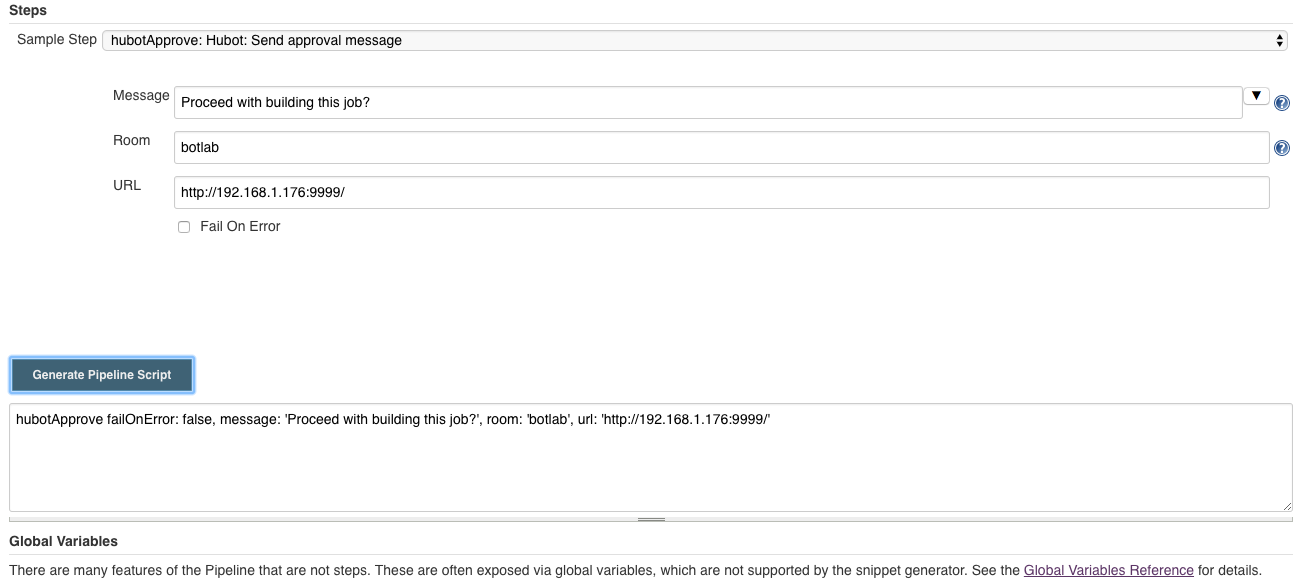 Steps
Sample Step hubotApprove: Hubot: Send approval message
Message Proceed with building this job? ▼ ?
Room botlab ?
URL http://192.168.1.176:9999/
Fail On Error
Generate Pipeline Script
hubotApprove failOnError: false, message: 'Proceed with building this job?', room: 'botlab', url: 'http://192.168.1.176:9999/'
Global Variables
There are many features of the Pipeline that are not steps. These are often exposed via global variables, which are not supported by the snippet generator. See the Global Variables Reference for details.